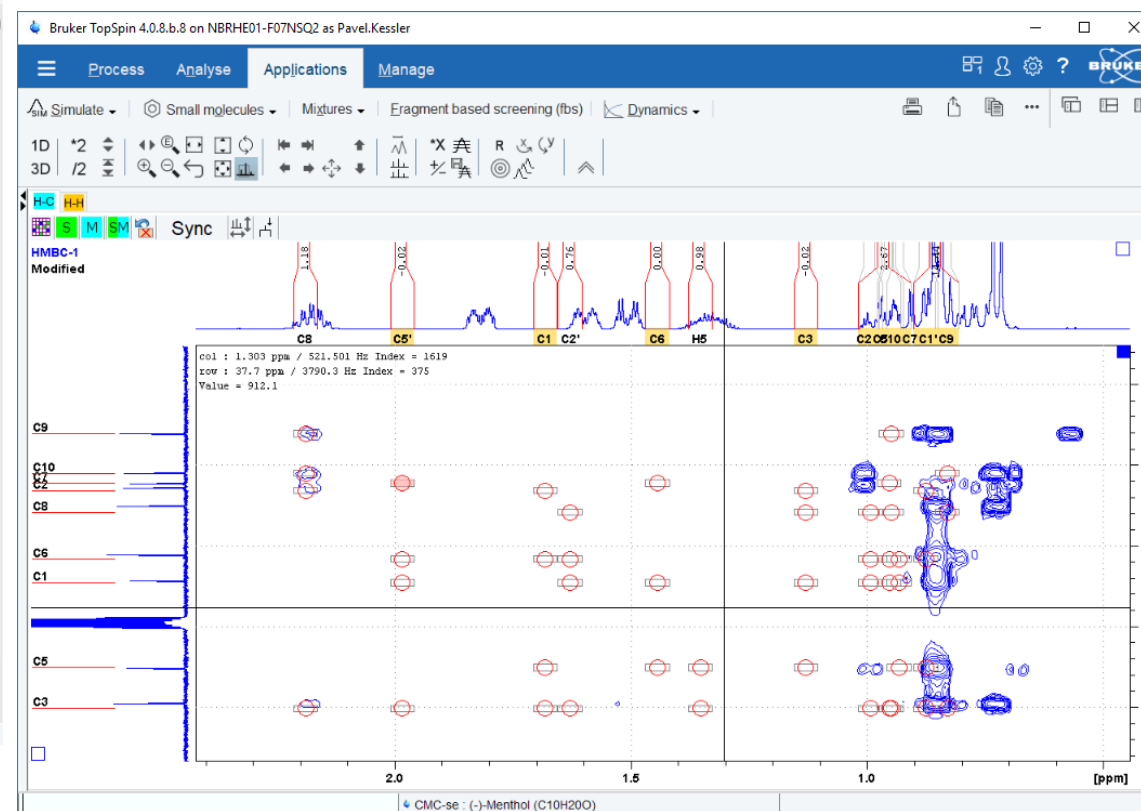 Bruker TopSpin 4.0.8.b.8 on NBRHE01-F07NSQ2 as Pavel.Kessler
Process Analyse Applications Manage ?
Simulate Small molecules Mixtures Fragment based screening (fbs) Dynamics
1D *2 *X R
3D /2
H-C H-H
S M SM Sync
HMBC-1
Modified
1.18 -0.02 -0.01 0.76 0.00 0.98 -0.02
C8 C5' C1 C2' C6 H5 C3 C7 C1' C9
col : 1.303 ppm / 521.501 Hz Index = 1619
row : 37.7 ppm / 3790.3 Hz Index = 375
Value = 912.1
C9
C10
C7
C2
C8
C6
C1
C5
C3
2.0 1.5 1.0 [ppm]
CMC-se : (-)-Menthol (C10H20O)